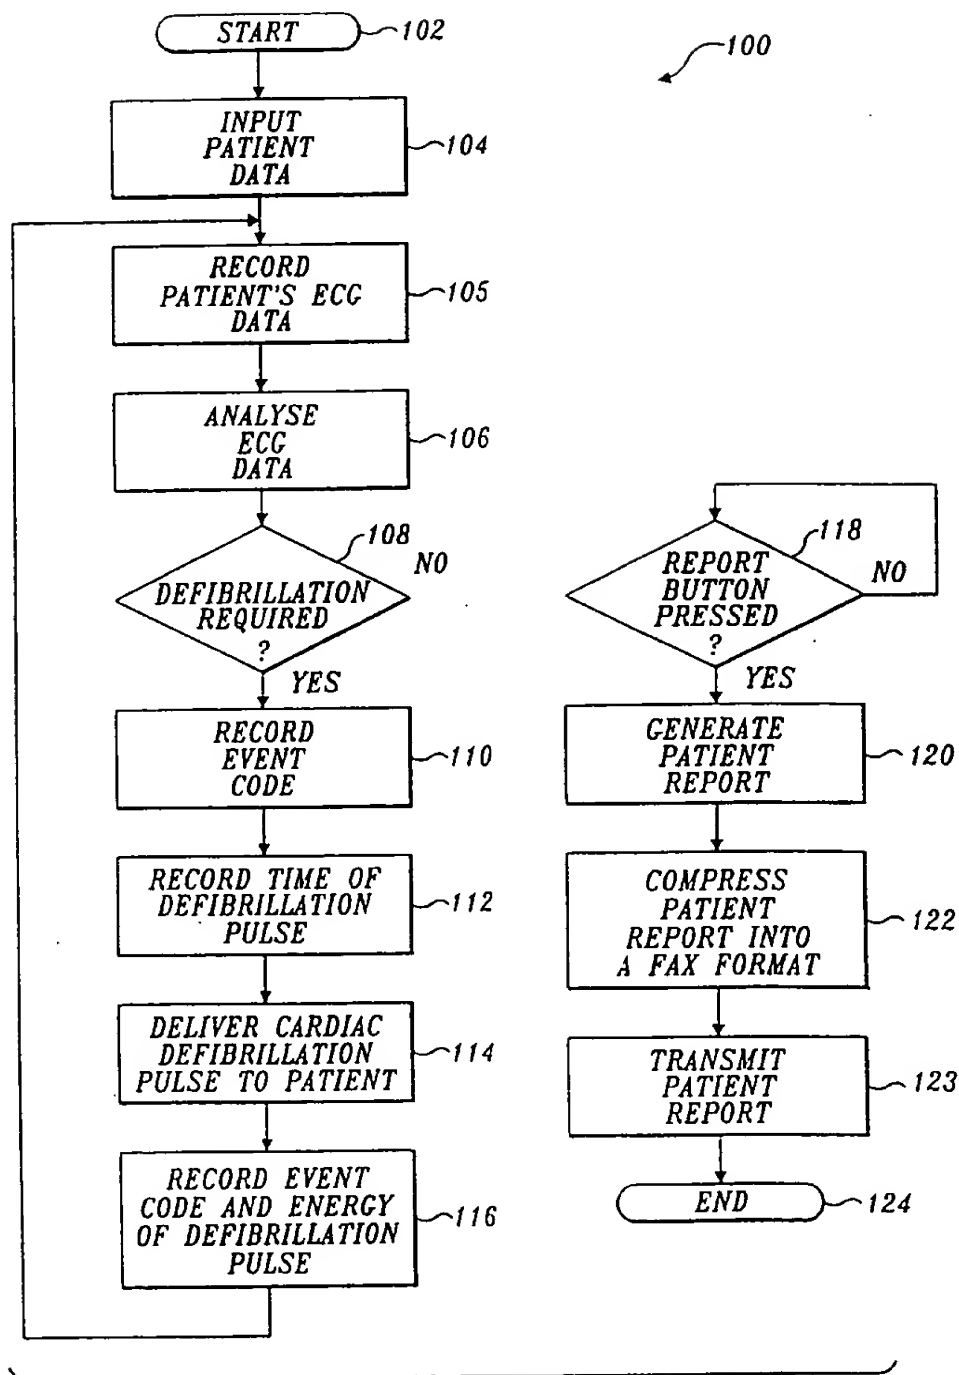 START
102
100
INPUT
PATIENT
DATA
104
RECORD
PATIENT'S ECG
DATA
105
ANALYSE
ECG
DATA
106
108
NO
DEFIBRILLATION
REQUIRED
?
YES
RECORD
EVENT
CODE
110
RECORD TIME OF
DEFIBRILLATION
PULSE
112
DELIVER CARDIAC
DEFIBRILLATION
PULSE TO PATIENT
114
RECORD EVENT
CODE AND ENERGY
OF DEFIBRILLATION
PULSE
116
118
REPORT
BUTTON
PRESSED
?
NO
YES
GENERATE
PATIENT
REPORT
120
COMPRESS
PATIENT
REPORT INTO
A FAX FORMAT
122
TRANSMIT
PATIENT
REPORT
123
END
124